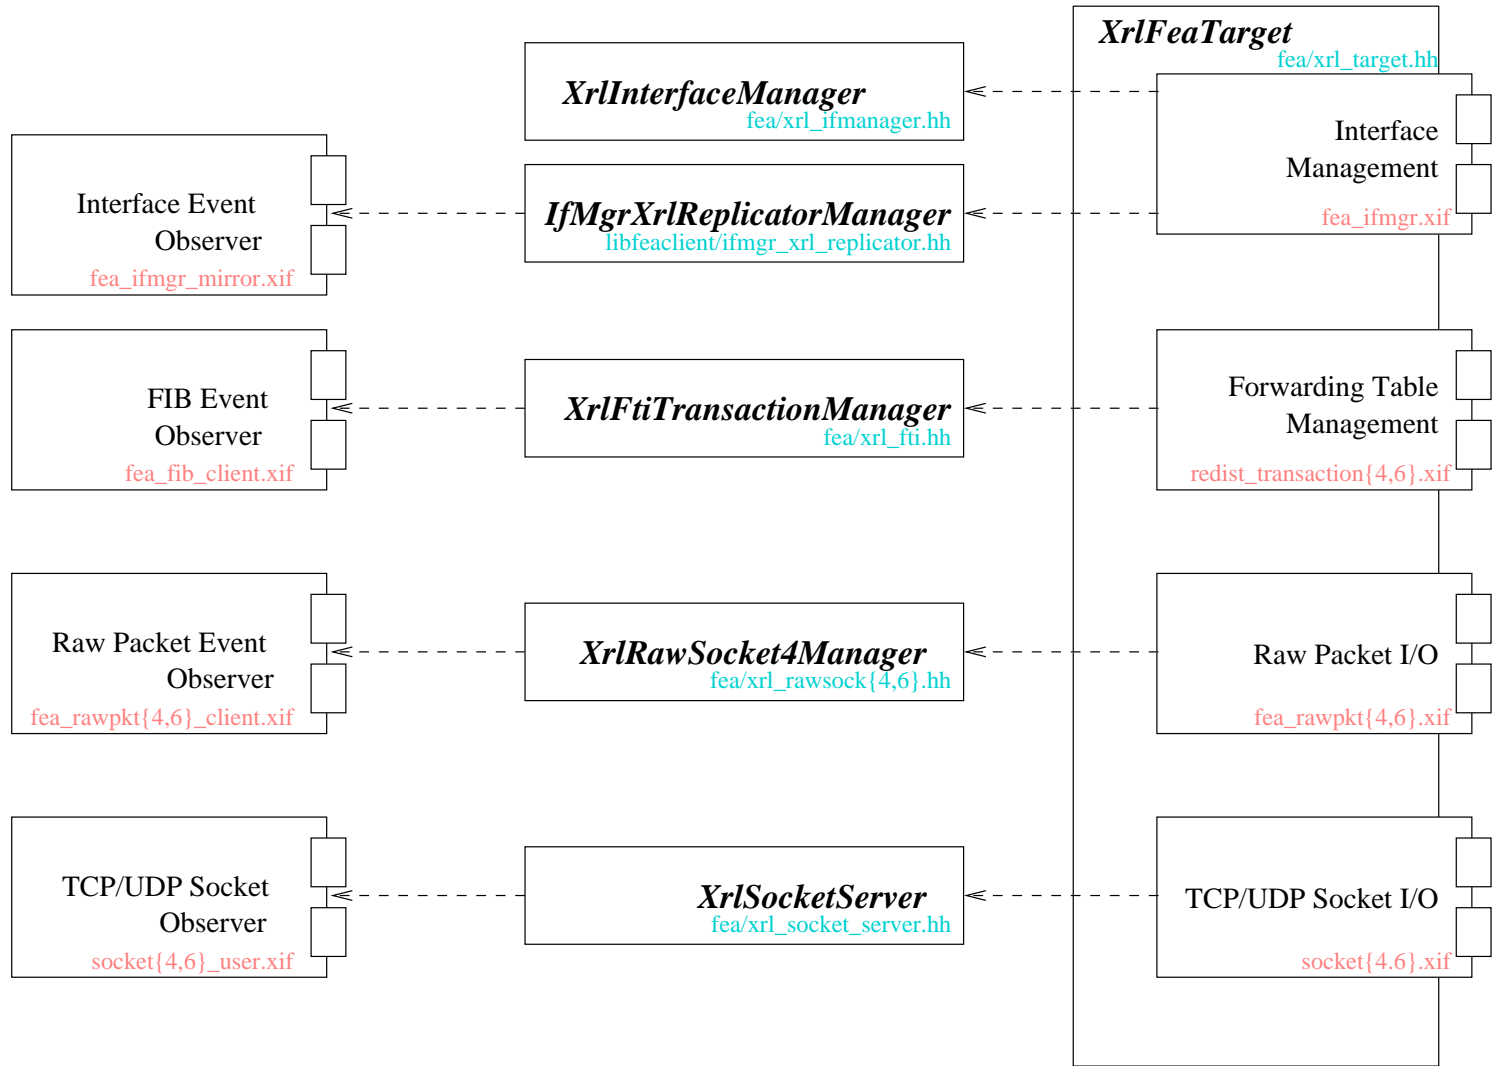 XrlFeaTarget
fea/xrl_target.hh
XrlInterfaceManager
fea/xrl_ifmanager.hh
Interface
Management
fea_ifmgr.xif
Interface Event
Observer
fea_ifmgr_mirror.xif
IfMgrXrlReplicatorManager
libfeaclient/ifmgr_xrl_replicator.hh
FIB Event
Observer
fea_fib_client.xif
XrlFtiTransactionManager
fea/xrl_fti.hh
Forwarding Table
Management
redist_transaction{4,6}.xif
Raw Packet Event
Observer
fea_rawpkt{4,6}_client.xif
XrlRawSocket4Manager
fea/xrl_rawsock{4,6}.hh
Raw Packet I/O
fea_rawpkt{4,6}.xif
TCP/UDP Socket
Observer
socket{4,6}_user.xif
XrlSocketServer
fea/xrl_socket_server.hh
TCP/UDP Socket I/O
socket{4.6}.xif